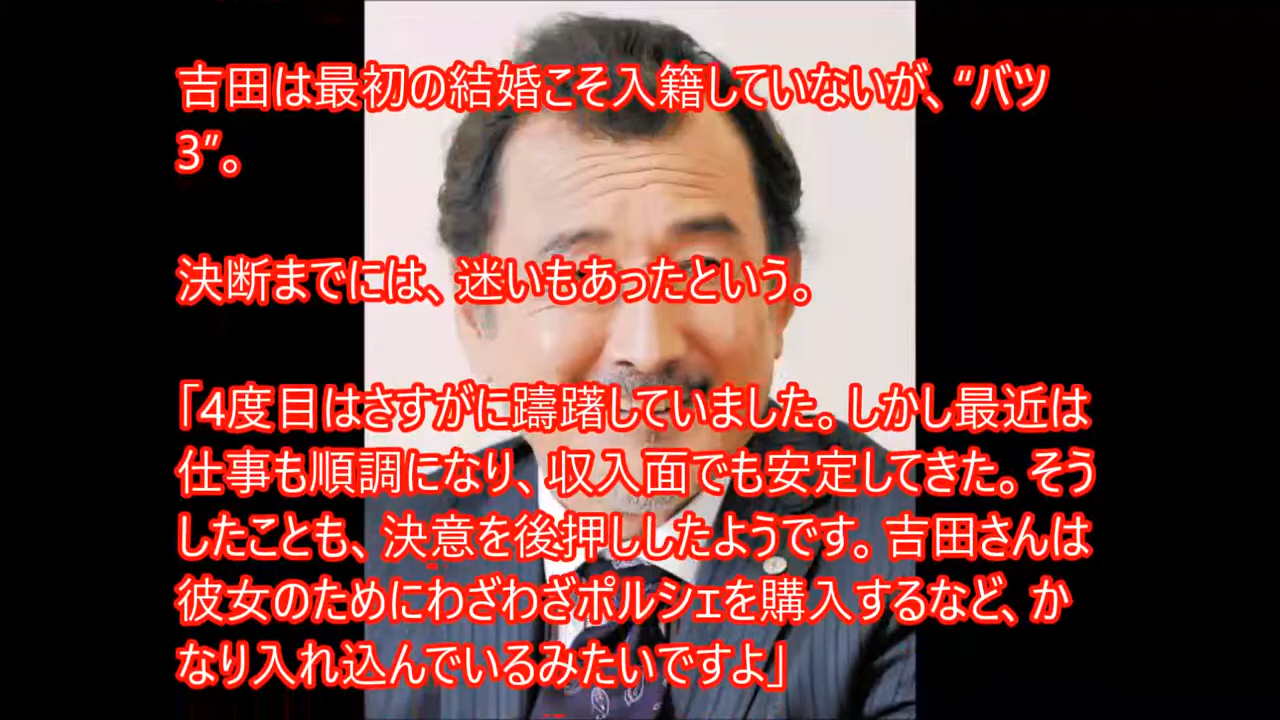 吉田は最初の結婚こそ入籍していないが、”バツ
3”。
決断までには、迷いもあったという。
「4度目はさすがに躊躇していました。しかし最近は
仕事も順調になり、収入面でも安定してきた。そう
したことも、決意を後押ししたようです。吉田さんは
彼女のためにわざわざポルシェを購入するなど、か
なり入れ込んでいるみたいですよ」